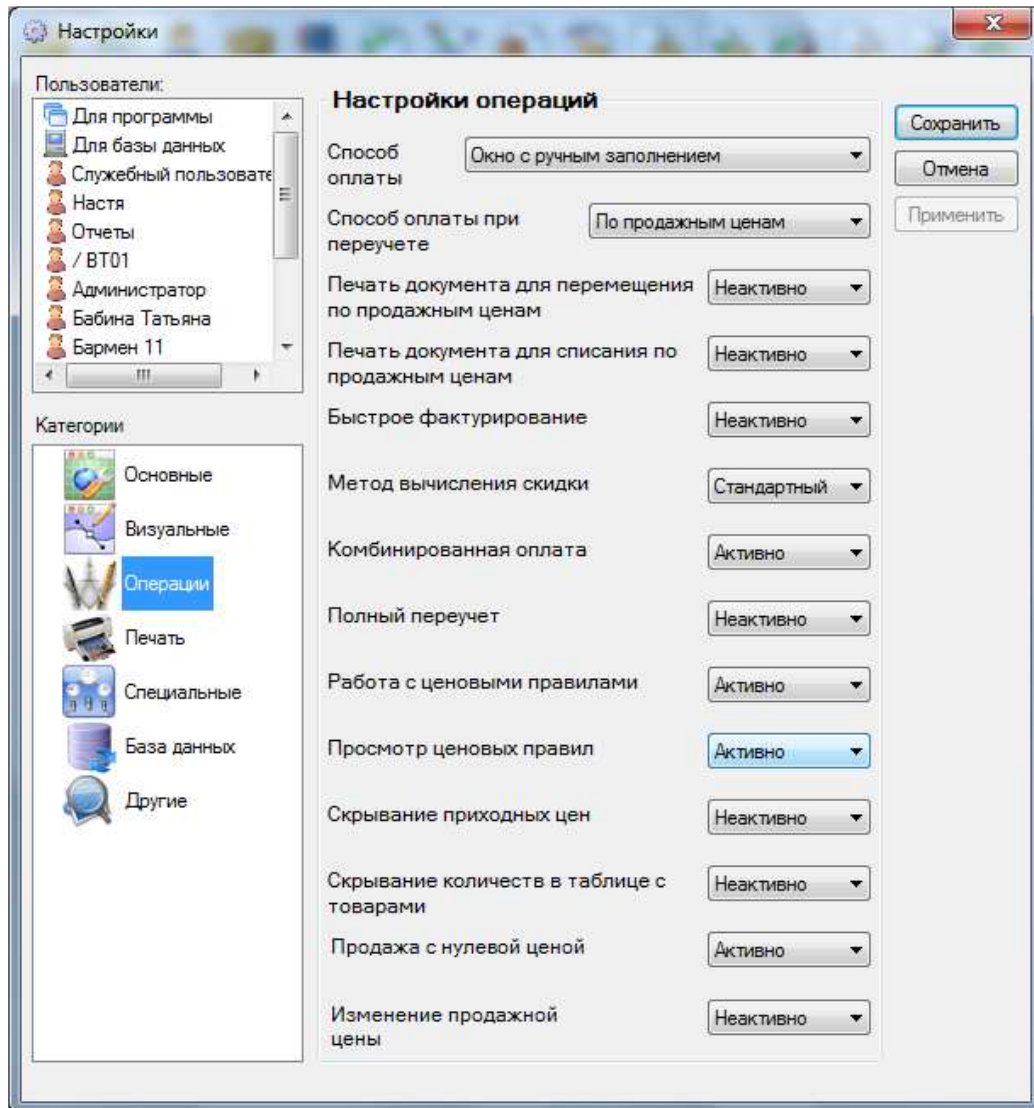 Настройки
Пользователи:
Для программы
Для базы данных
Служебный пользовате
Настя
Отчеты
/ BT01
Администратор
Бабина Татьяна
Бармен 11
Категории
Основные
Визуальные
Операции
Печать
Специальные
База данных
Другие
Настройки операций
Способ
оплаты
Окно с ручным заполнением
Способ оплаты при
переучете
По продажным ценам
Печать документа для перемещения
по продажным ценам
Неактивно
Печать документа для списания по
продажным ценам
Неактивно
Быстрое фактурирование
Неактивно
Метод вычисления скидки
Стандартный
Комбинированная оплата
Активно
Полный переучет
Неактивно
Работа с ценовыми правилами
Активно
Просмотр ценовых правил
Активно
Скрывание приходных цен
Неактивно
Скрывание количеств в таблице с
товарами
Неактивно
Продажа с нулевой ценой
Активно
Изменение продажной
цены
Неактивно
Сохранить
Отмена
Применить